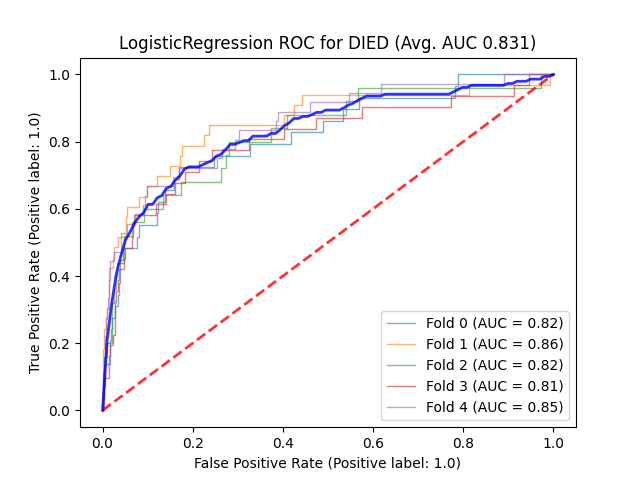 LogisticRegression ROC for DIED (Avg. AUC 0.831)
1.0
0.8
0.6
0.4
0.2
0.0
True Positive Rate (Positive label: 1.0)
Fold 0 (AUC = 0.82)
Fold 1 (AUC = 0.86)
Fold 2 (AUC = 0.82)
Fold 3 (AUC = 0.81)
Fold 4 (AUC = 0.85)
0.0 0.2 0.4 0.6 0.8 1.0
False Positive Rate (Positive label: 1.0)